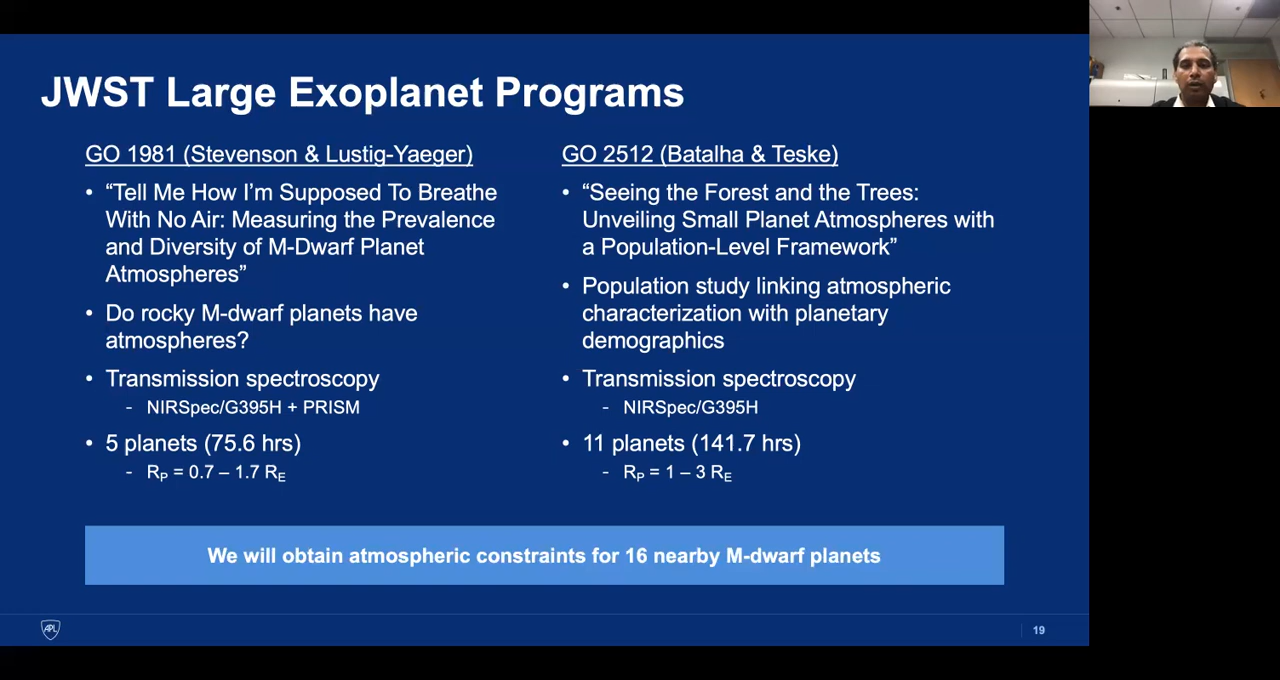 JWST Large Exoplanet Programs
GO 1981 (Stevenson & Lustig-Yaeger)
• “Tell Me How I’m Supposed To Breathe
With No Air: Measuring the Prevalence
and Diversity of M-Dwarf Planet
Atmospheres”
• Do rocky M-dwarf planets have
atmospheres?
• Transmission spectroscopy
- NIRSpec/G395H + PRISM
• 5 planets (75.6 hrs)
- RP = 0.7 – 1.7 RE
GO 2512 (Batalha & Teske)
• “Seeing the Forest and the Trees:
Unveiling Small Planet Atmospheres with
a Population-Level Framework”
• Population study linking atmospheric
characterization with planetary
demographics
• Transmission spectroscopy
- NIRSpec/G395H
• 11 planets (141.7 hrs)
- RP = 1 – 3 RE
We will obtain atmospheric constraints for 16 nearby M-dwarf planets
APL
19